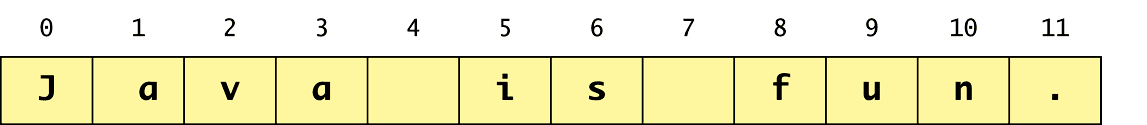 0 1 2 3 4 5 6 7 8 9 10 11
J a v a i s f u n .